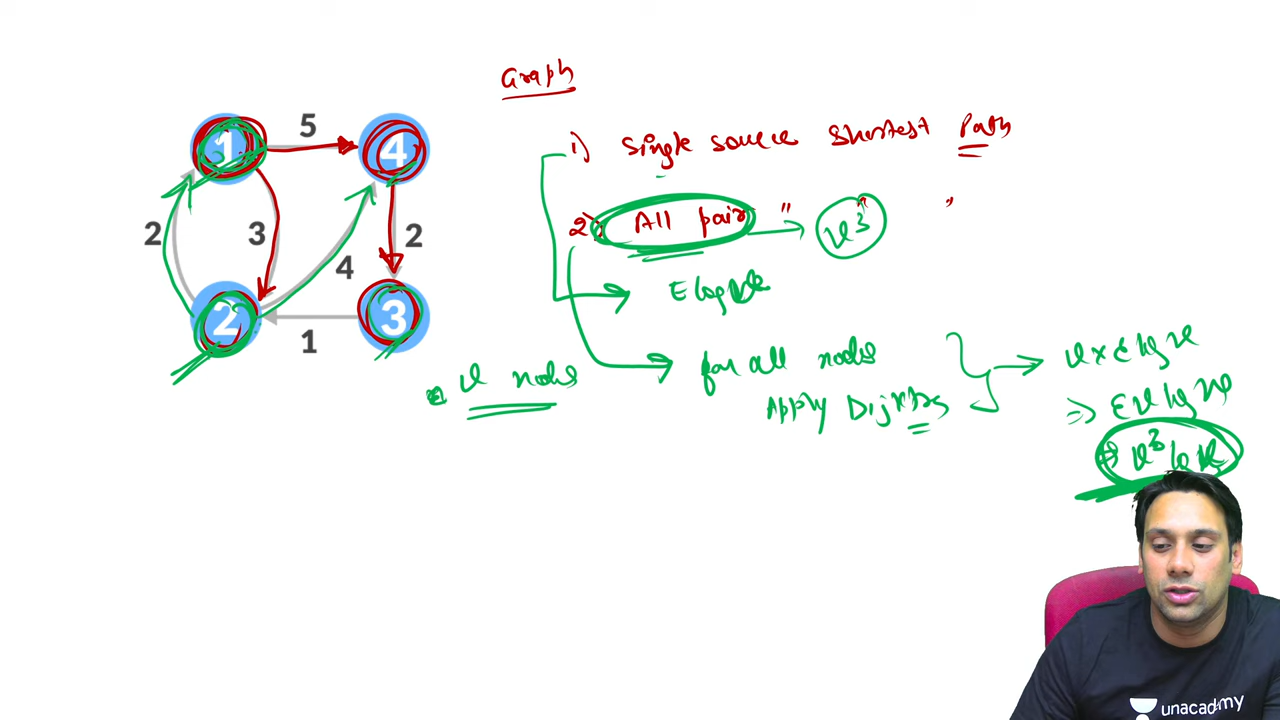 Graph
1) Single source shortest Path
2) All pair " " "
v³
E log v
for all nodes
Apply Dijkstra
v nodes
v x E log v
⇒ E v log v
⇒ v³ log v
1
5
4
2
3
2
4
2
1
3
unacademy